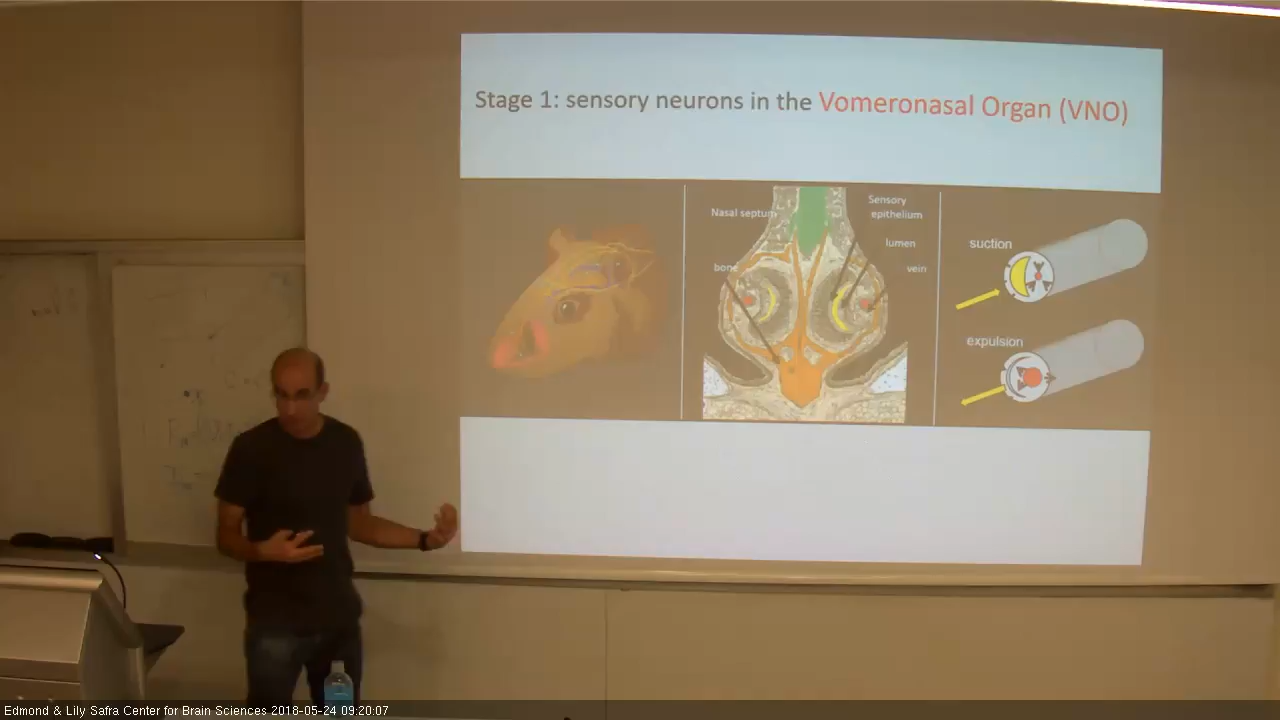 Stage 1: sensory neurons in the Vomeronasal Organ (VNO)
Nasal septum
Sensory
epithelium
lumen
bone
vein
suction
expulsion
Edmond & Lily Safra Center for Brain Sciences 2018-05-24 09:20:07